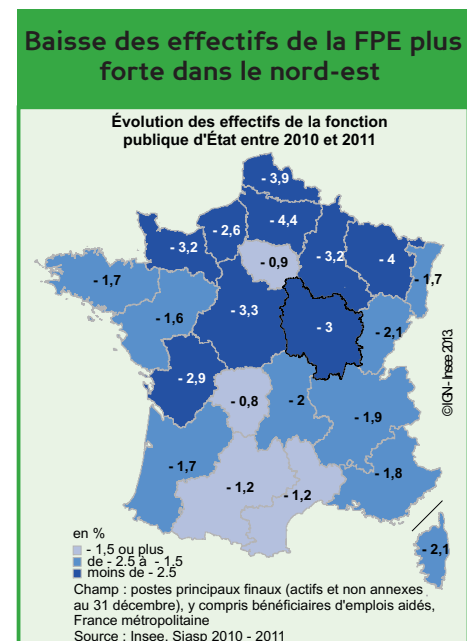 Baisse des effectifs de la FPE plus
forte dans le nord-est
Évolution des effectifs de la fonction
publique d'État entre 2010 et 2011
- 3,9
- 4,4
- 2,6
- 3,2
- 3,2
- 4
- 0,9
- 1,7
- 1,7
- 1,6
- 3,3
- 3
- 2,1
- 2,9
- 0,8
- 2
- 1,9
- 1,7
- 1,8
- 1,2
- 1,2
- 2,1
©IGN - Insee 2013
en %
- 1,5 ou plus
de - 2.5 à - 1.5
moins de - 2.5
Champ : postes principaux finaux (actifs et non annexes
au 31 décembre), y compris bénéficiaires d'emplois aidés,
France métropolitaine
Source : Insee, Siasp 2010 - 2011